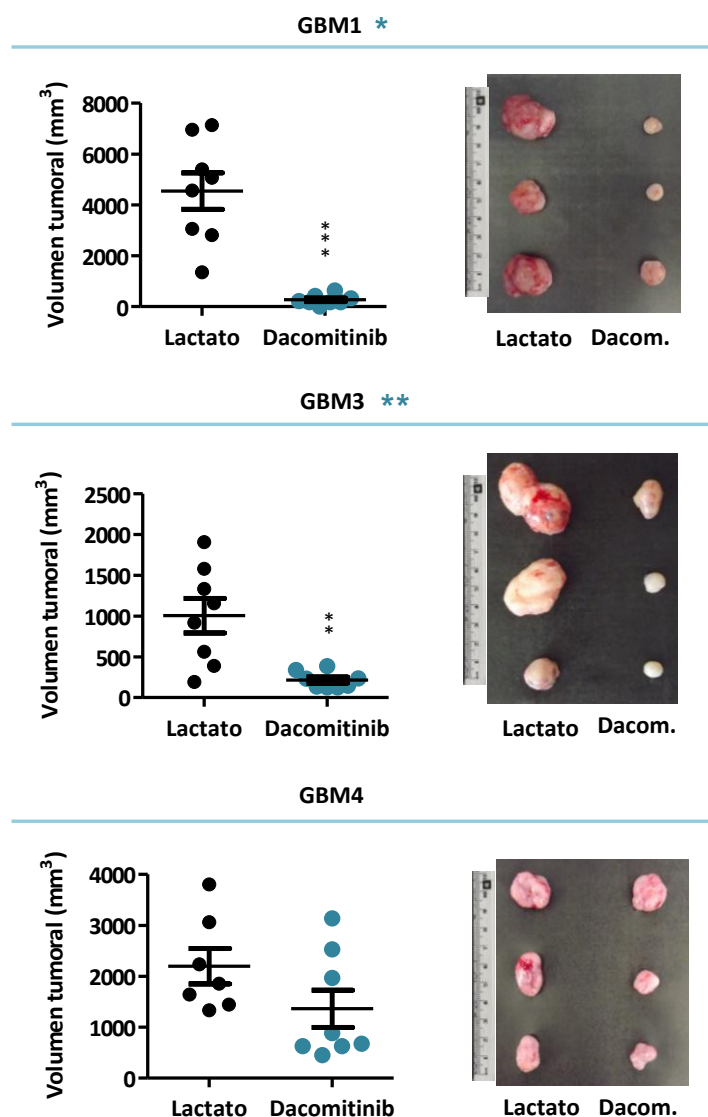 GBM1 *
Volumen tumoral (mm³)
8000
6000
4000
2000
0
***
Lactato Dacomitinib
Lactato Dacom.
GBM3 **
Volumen tumoral (mm³)
2500
2000
1500
1000
500
0
**
Lactato Dacomitinib
Lactato Dacom.
GBM4
Volumen tumoral (mm³)
4000
3000
2000
1000
0
Lactato Dacomitinib
Lactato Dacom.